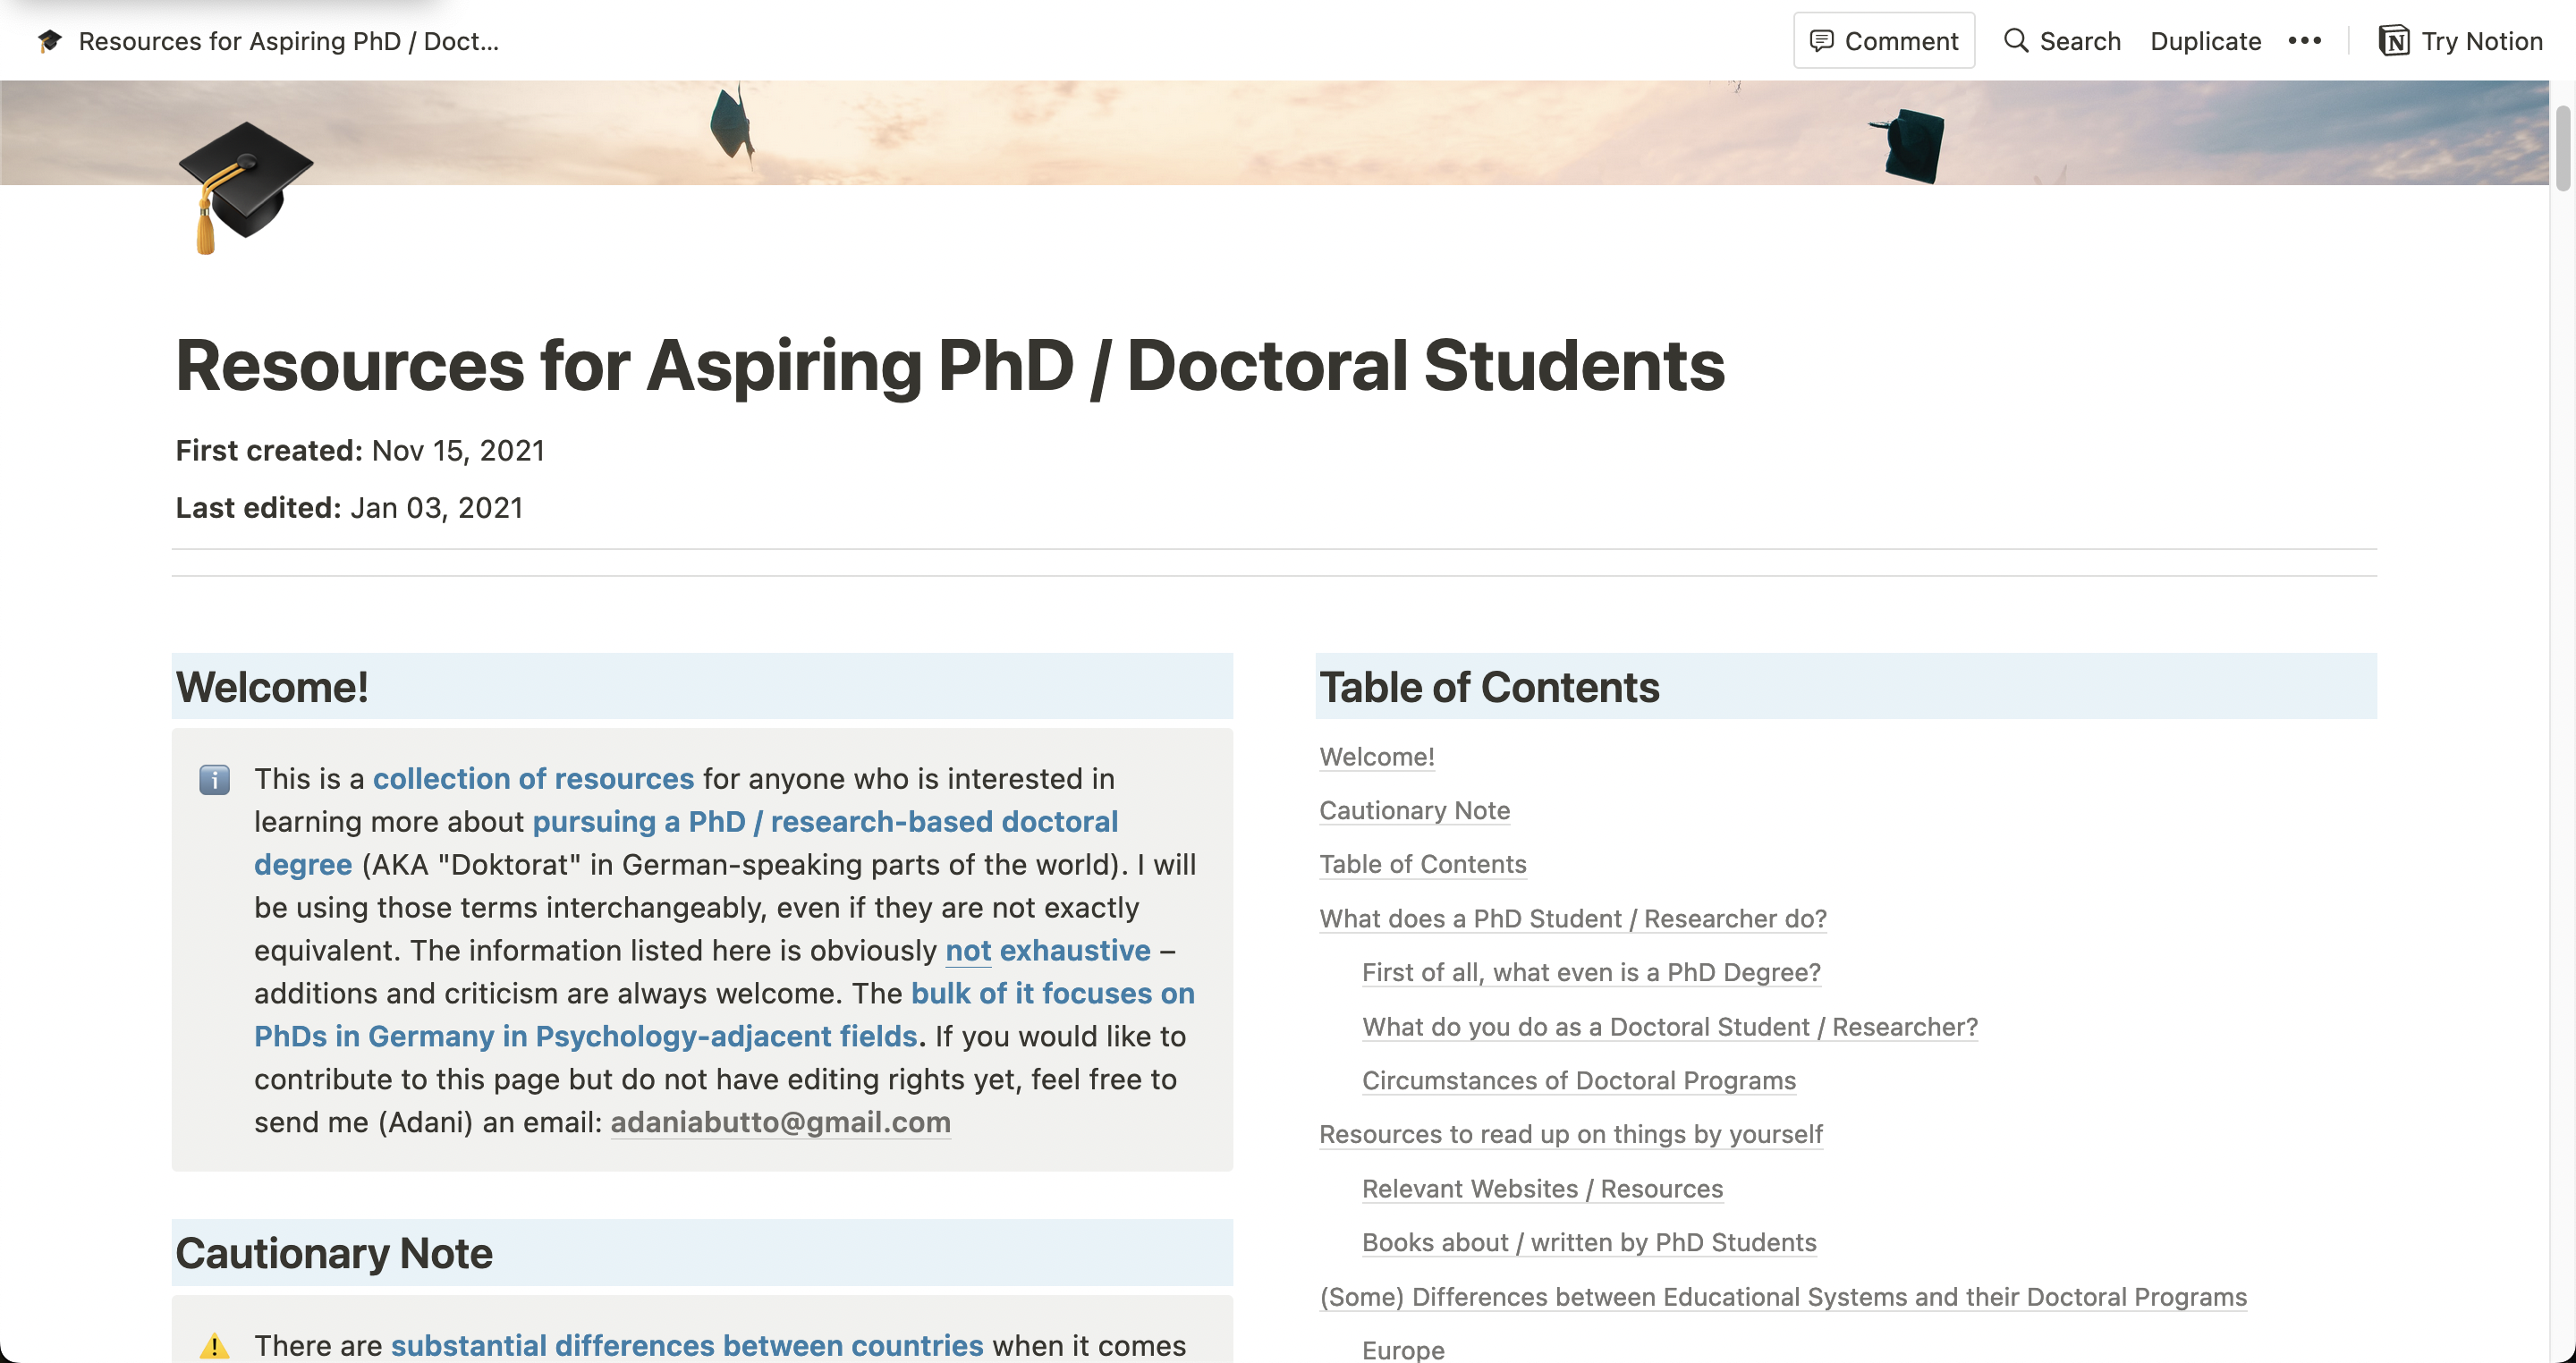 Resources for Aspiring PhD / Doct...
Comment
Search
Duplicate
•••
Try Notion
Resources for Aspiring PhD / Doctoral Students
First created: Nov 15, 2021
Last edited: Jan 03, 2021
Welcome!
This is a collection of resources for anyone who is interested in
learning more about pursuing a PhD / research-based doctoral
degree (AKA "Doktorat" in German-speaking parts of the world). I will
be using those terms interchangeably, even if they are not exactly
equivalent. The information listed here is obviously not exhaustive –
additions and criticism are always welcome. The bulk of it focuses on
PhDs in Germany in Psychology-adjacent fields. If you would like to
contribute to this page but do not have editing rights yet, feel free to
send me (Adani) an email: adaniabutto@gmail.com
Cautionary Note
There are substantial differences between countries when it comes
Table of Contents
Welcome!
Cautionary Note
Table of Contents
What does a PhD Student / Researcher do?
First of all, what even is a PhD Degree?
What do you do as a Doctoral Student / Researcher?
Circumstances of Doctoral Programs
Resources to read up on things by yourself
Relevant Websites / Resources
Books about / written by PhD Students
(Some) Differences between Educational Systems and their Doctoral Programs
Europe